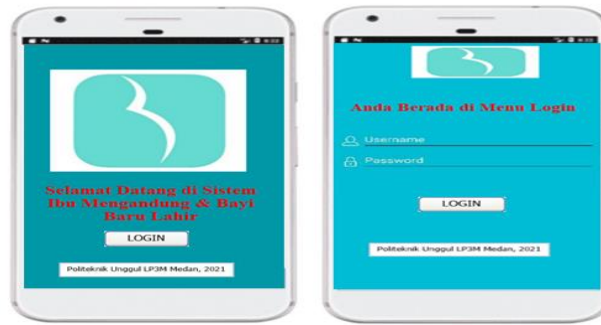 Selamat Datang di Sistem
Ibu Mengandung & Bayi
Baru Lahir
LOGIN
Politeknik Unggul LP3M Medan, 2021
Anda Berada di Menu Login
Username
Password
LOGIN
Politeknik Unggul LP3M Medan, 2021